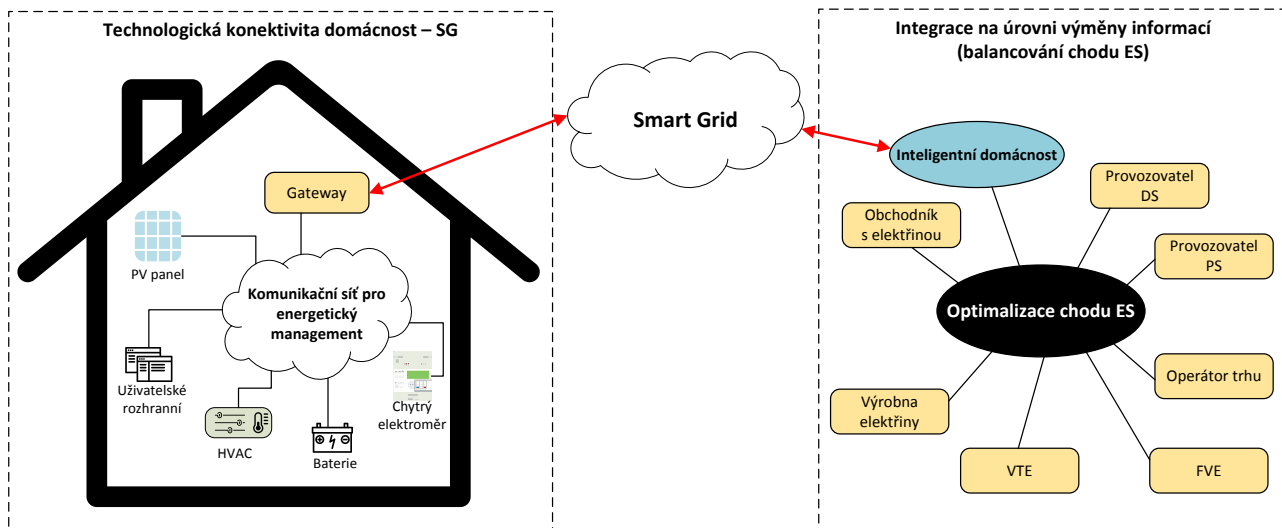 Technologická konektivita domácnost – SG
Gateway
PV panel
Komunikační síť pro
energetický
management
Uživatelské
rozhranní
HVAC
Baterie
Chytrý
elektroměr
Smart Grid
Integrace na úrovni výměny informací
(balancování chodu ES)
Inteligentní domácnost
Provozovatel
DS
Obchodník
s elektřinou
Provozovatel
PS
Optimalizace chodu ES
Operátor trhu
Výrobna
elektřiny
VTE
FVE